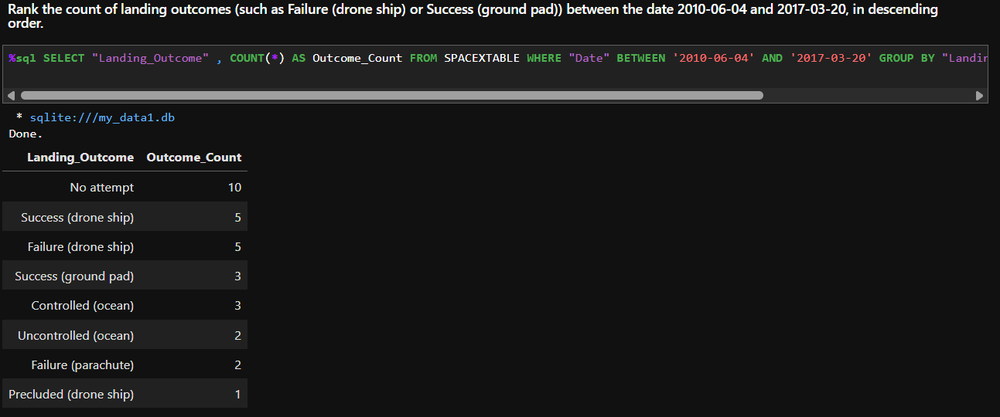 Rank the count of landing outcomes (such as Failure (drone ship) or Success (ground pad)) between the date 2010-06-04 and 2017-03-20, in descending
order.
%sql SELECT "Landing_Outcome" , COUNT(*) AS Outcome_Count FROM SPACEXTABLE WHERE "Date" BETWEEN '2010-06-04' AND '2017-03-20' GROUP BY "Landin
* sqlite:///my_data1.db
Done.
Landing_Outcome Outcome_Count
No attempt 10
Success (drone ship) 5
Failure (drone ship) 5
Success (ground pad) 3
Controlled (ocean) 3
Uncontrolled (ocean) 2
Failure (parachute) 2
Precluded (drone ship) 1